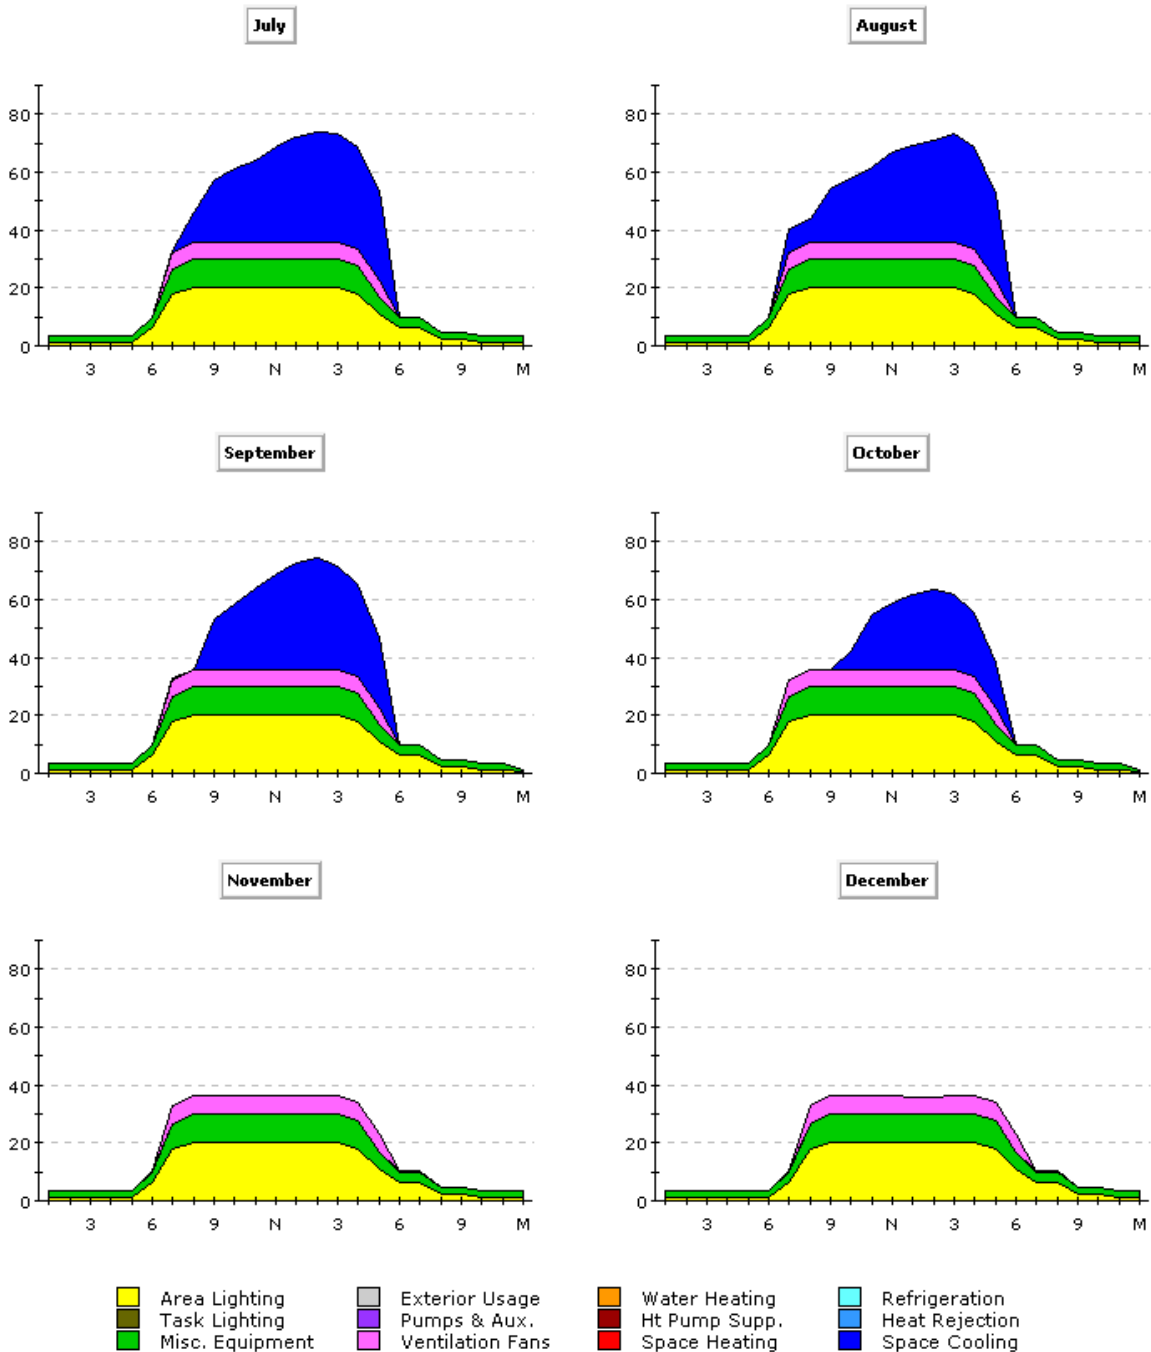 July August
80 80
60 60
40 40
20 20
0 0
3 6 9 N 3 6 9 M 3 6 9 N 3 6 9 M
September October
80 80
60 60
40 40
20 20
0 0
3 6 9 N 3 6 9 M 3 6 9 N 3 6 9 M
November December
80 80
60 60
40 40
20 20
0 0
3 6 9 N 3 6 9 M 3 6 9 N 3 6 9 M
Area Lighting Exterior Usage Water Heating Refrigeration
Task Lighting Pumps & Aux. Ht Pump Supp. Heat Rejection
Misc. Equipment Ventilation Fans Space Heating Space Cooling